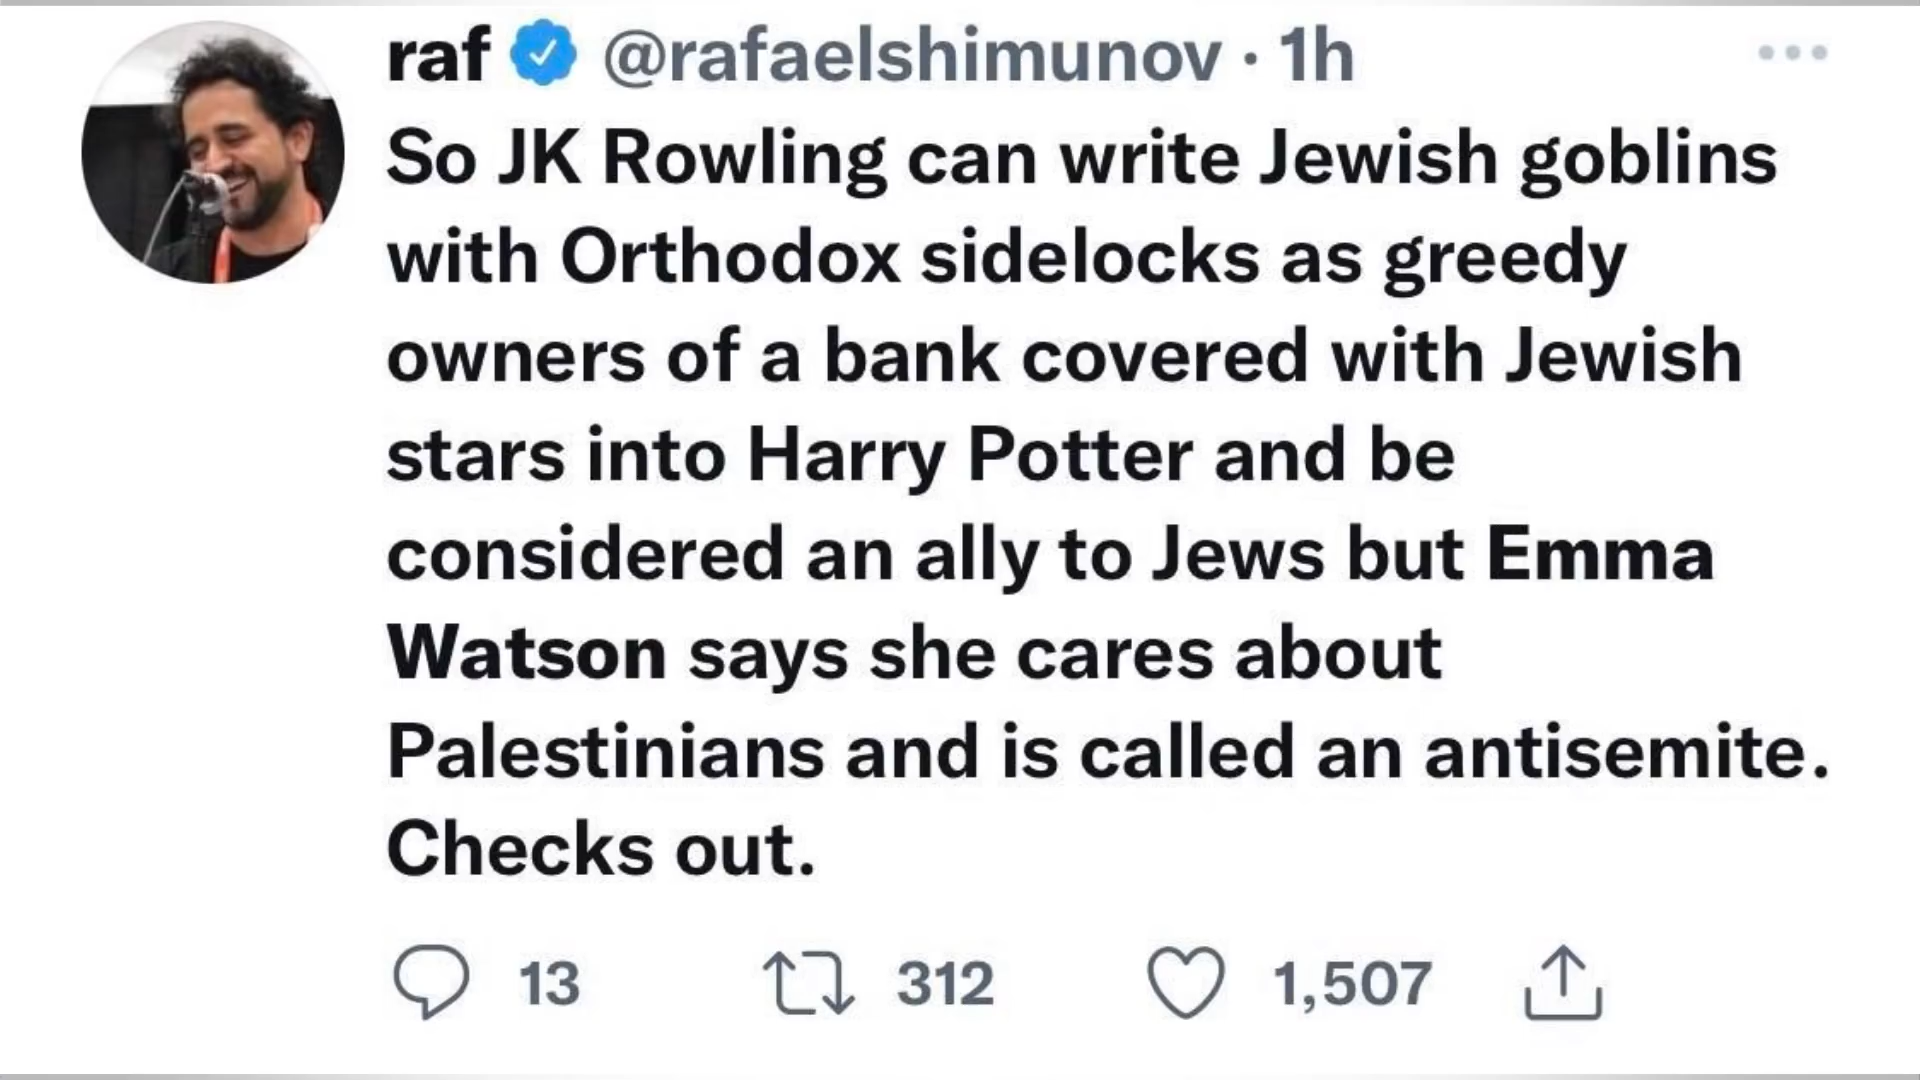 raf @rafaelshimunov · 1h
So JK Rowling can write Jewish goblins
with Orthodox sidelocks as greedy
owners of a bank covered with Jewish
stars into Harry Potter and be
considered an ally to Jews but Emma
Watson says she cares about
Palestinians and is called an antisemite.
Checks out.
13 312 1,507